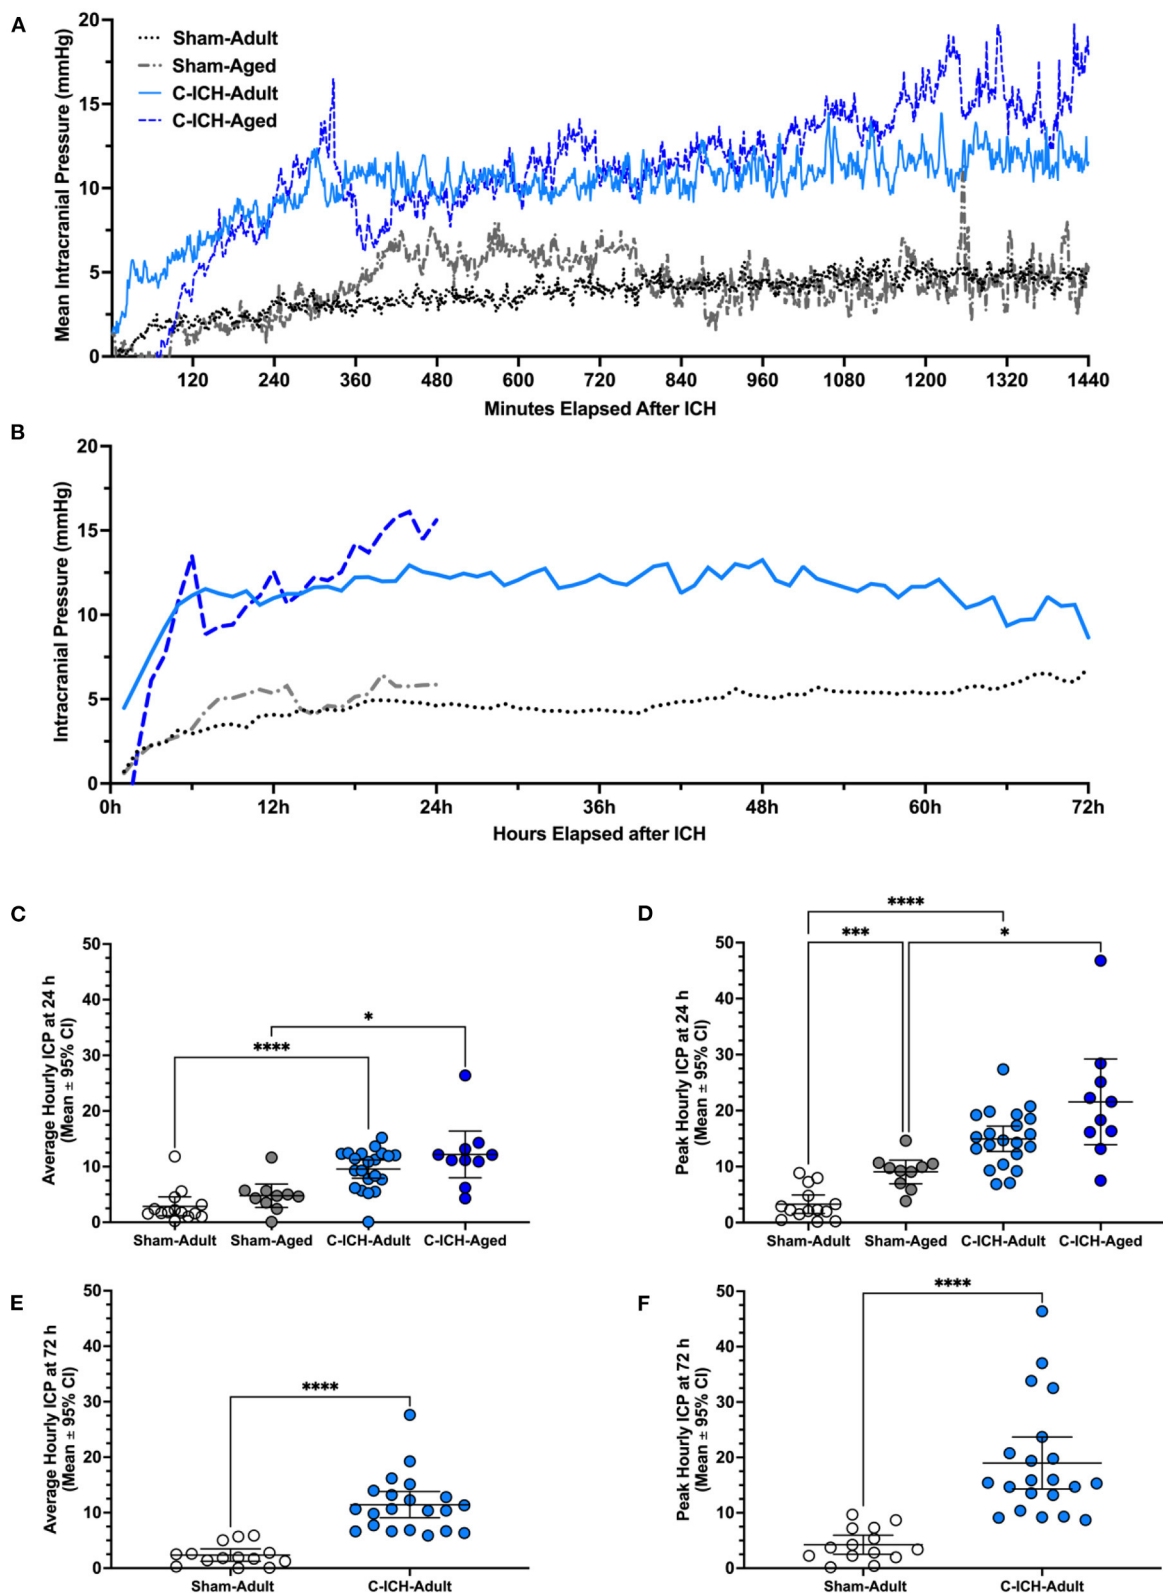 A
Mean Intracranial Pressure (mmHg)
20
15
10
5
0
Sham-Adult
Sham-Aged
C-ICH-Adult
C-ICH-Aged
120 240 360 480 600 720 840 960 1080 1200 1320 1440
Minutes Elapsed After ICH
B
Intracranial Pressure (mmHg)
20
15
10
5
0
0h 12h 24h 36h 48h 60h 72h
Hours Elapsed after ICH
C
Average Hourly ICP at 24 h
(Mean ± 95% CI)
50
40
30
20
10
0
*
****
Sham-Adult Sham-Aged C-ICH-Adult C-ICH-Aged
D
Peak Hourly ICP at 24 h
(Mean ± 95% CI)
50
40
30
20
10
0
****
*** *
Sham-Adult Sham-Aged C-ICH-Adult C-ICH-Aged
E
Average Hourly ICP at 72 h
(Mean ± 95% CI)
50
40
30
20
10
0
****
Sham-Adult C-ICH-Adult
F
Peak Hourly ICP at 72 h
(Mean ± 95% CI)
50
40
30
20
10
0
****
Sham-Adult C-ICH-Adult